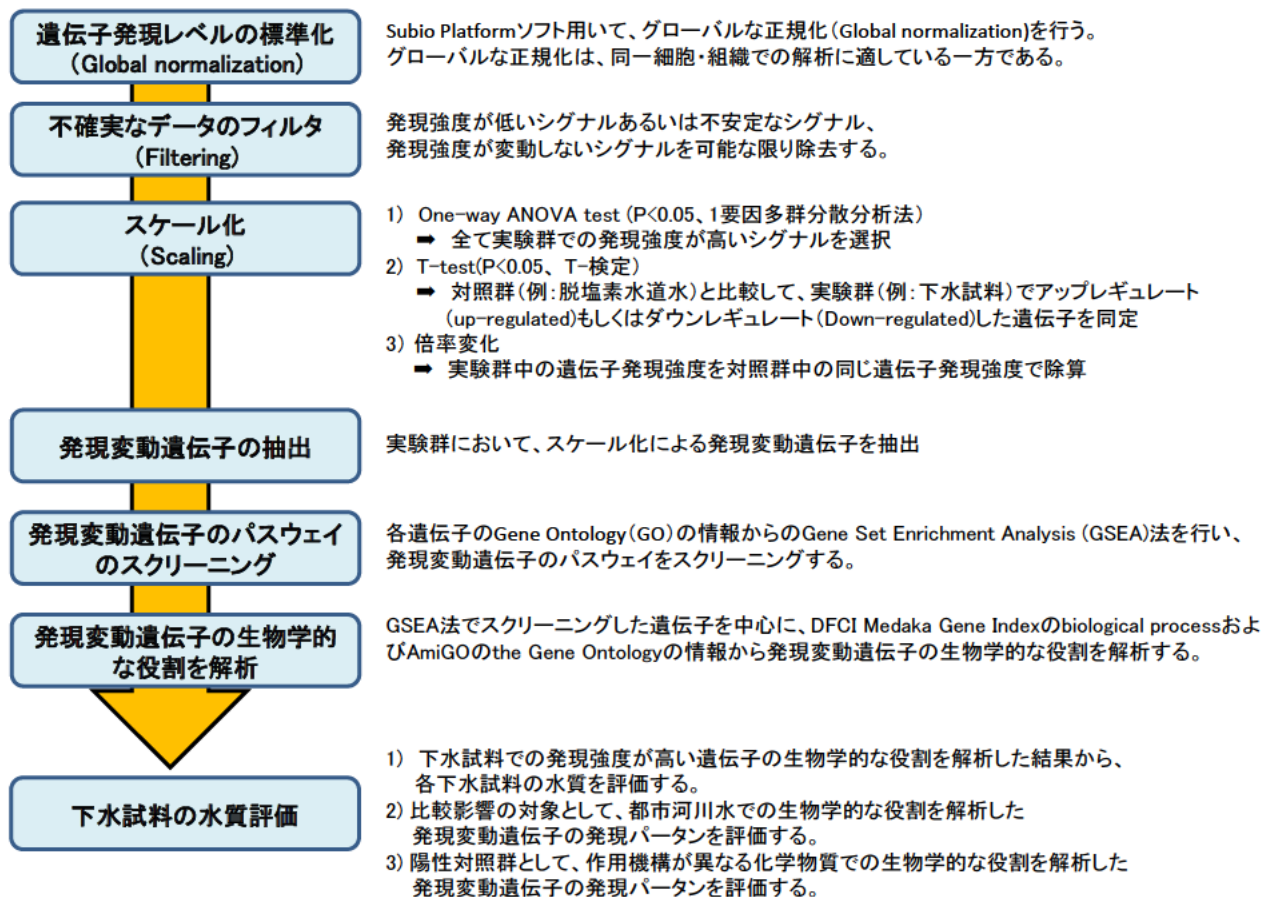 遺伝子発現レベルの標準化
(Global normalization)
Subio Platformソフト用いて、グローバルな正規化(Global normalization)を行う。
グローバルな正規化は、同一細胞・組織での解析に適している一方である。
不確実なデータのフィルタ
(Filtering)
発現強度が低いシグナルあるいは不安定なシグナル、
発現強度が変動しないシグナルを可能な限り除去する。
スケール化
(Scaling)
1) One-way ANOVA test (P<0.05、1要因多群分散分析法)
➡ 全て実験群での発現強度が高いシグナルを選択
2) T-test(P<0.05、T-検定)
➡ 対照群(例:脱塩素水道水)と比較して、実験群(例:下水試料)でアップレギュレート
(up-regulated)もしくはダウンレギュレート(Down-regulated)した遺伝子を同定
3) 倍率変化
➡ 実験群中の遺伝子発現強度を対照群中の同じ遺伝子発現強度で除算
発現変動遺伝子の抽出
実験群において、スケール化による発現変動遺伝子を抽出
発現変動遺伝子のパスウェイ
のスクリーニング
各遺伝子のGene Ontology(GO)の情報からのGene Set Enrichment Analysis (GSEA)法を行い、
発現変動遺伝子のパスウェイをスクリーニングする。
発現変動遺伝子の生物学的
な役割を解析
GSEA法でスクリーニングした遺伝子を中心に、DFCI Medaka Gene Indexのbiological processおよ
びAmiGOのthe Gene Ontologyの情報から発現変動遺伝子の生物学的な役割を解析する。
下水試料の水質評価
1) 下水試料での発現強度が高い遺伝子の生物学的な役割を解析した結果から、
各下水試料の水質を評価する。
2) 比較影響の対象として、都市河川水での生物学的な役割を解析した
発現変動遺伝子の発現パータンを評価する。
3) 陽性対照群として、作用機構が異なる化学物質での生物学的な役割を解析した
発現変動遺伝子の発現パータンを評価する。